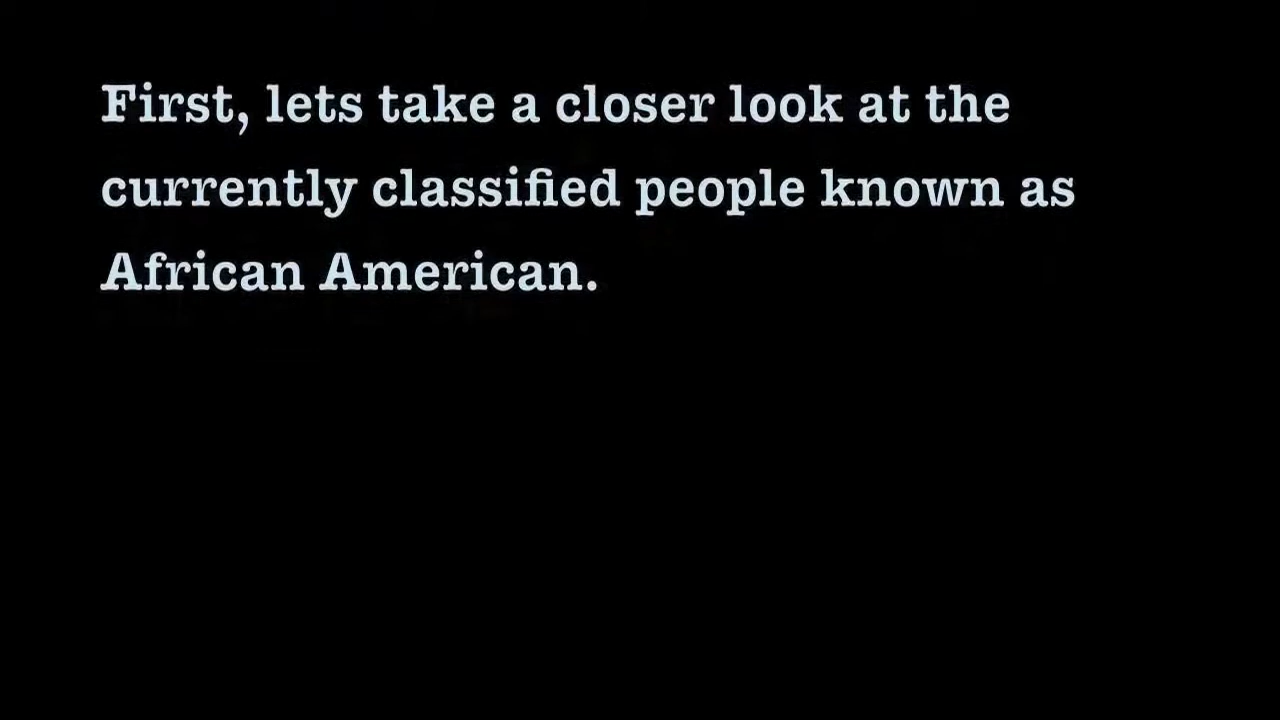 First, lets take a closer look at the
currently classified people known as
African American.